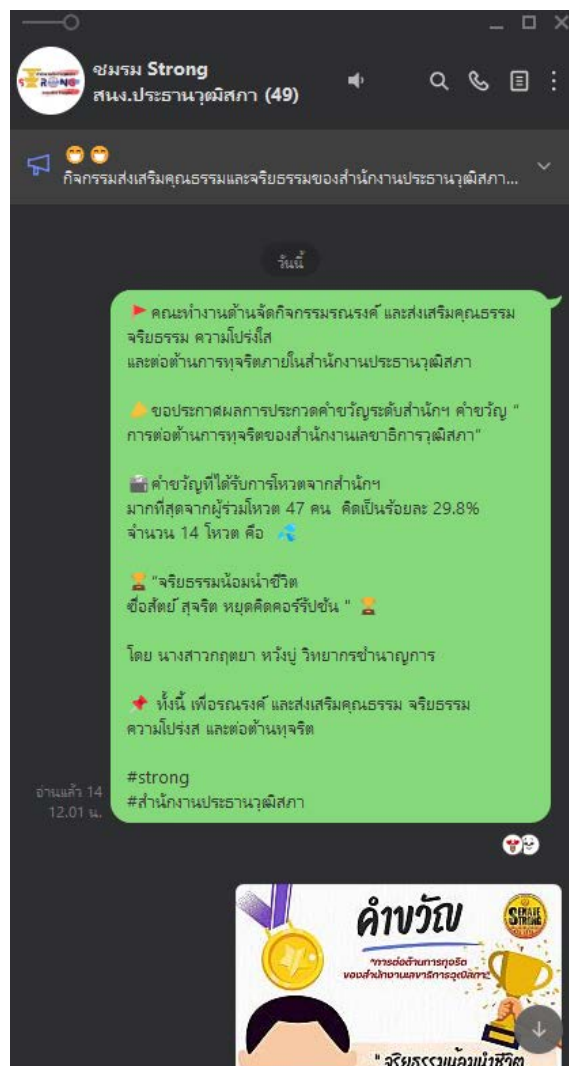 ชมรม Strong
สนง.ประธานวุฒิสภา (49)
กิจกรรมส่งเสริมคุณธรรมและจริยธรรมของสำนักงานประธานวุฒิสภา...
วันนี้
คณะทำงานด้านจัดกิจกรรมรณรงค์ และส่งเสริมคุณธรรม
จริยธรรม ความโปร่งใส
และต่อต้านการทุจริตภายในสำนักงานประธานวุฒิสภา
ขอประกาศผลการประกวดคำขวัญระดับสำนักฯ คำขวัญ “
การต่อต้านการทุจริตของสำนักงานเลขาธิการวุฒิสภา”
คำขวัญที่ได้รับการโหวตจากสำนักฯ
มากที่สุดจากผู้ร่วมโหวต 47 คน คิดเป็นร้อยละ 29.8%
จำนวน 14 โหวต คือ
“จริยธรรมน้อมนำชีวิต
ซื่อสัตย์ สุจริต หยุดคิดคอร์รัปชัน "
โดย นางสาวกฤตยา หวังบู่ วิทยากรชำนาญการ
ทั้งนี้ เพื่อรณรงค์ และส่งเสริมคุณธรรม จริยธรรม
ความโปร่งส และต่อต้านทุจริต
#strong
#สำนักงานประธานวุฒิสภา
อ่านแล้ว 14
12.01 น.
คำขวัญ
SENATE
STRONG
"การต่อต้านการทุจริต
ของสำนักงานเลขาธิการวุฒิสภา"
" จริยธรรมน้อมนำชีวิต